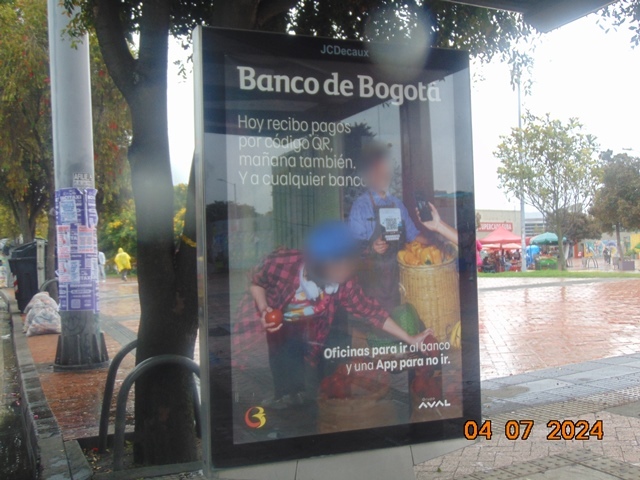 JCDecaux
Banco de Bogotá
Hoy recibo pagos
por código QR,
mañana también.
Y a cualquier banco
Oficinas para ir al banco
y una App para no ir.
Grupo
AVAL
04 07 2024